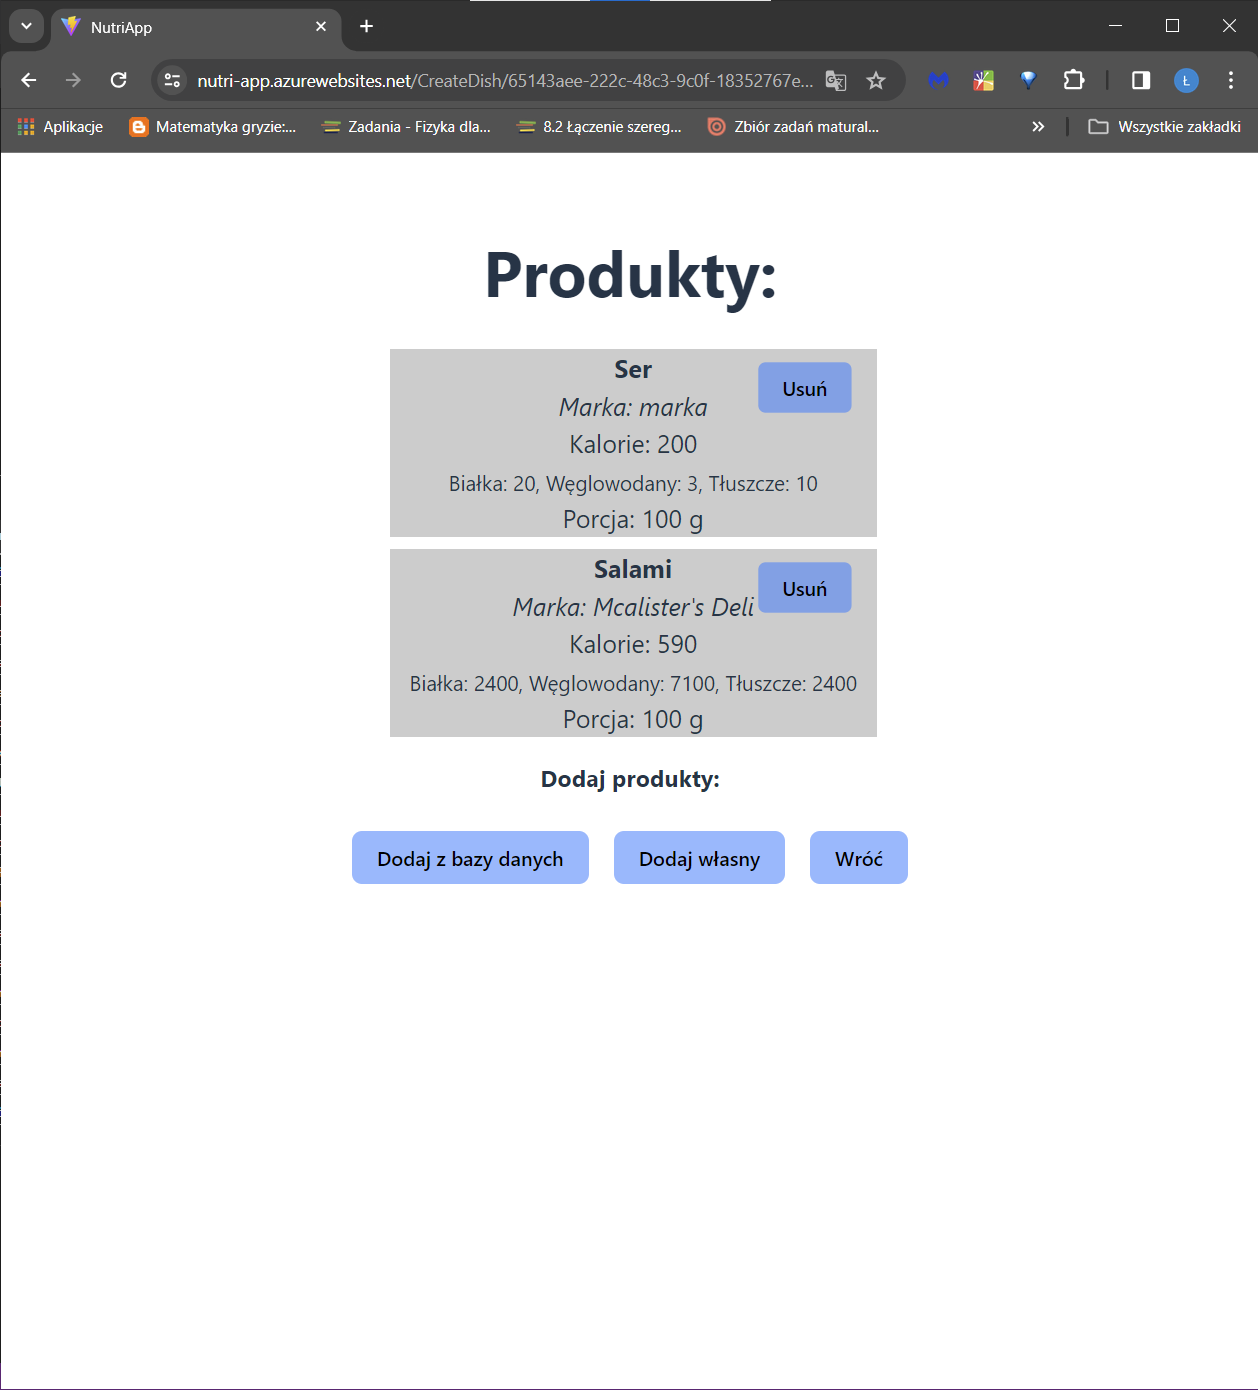 NutriApp
nutri-app.azurewebsites.net/CreateDish/65143aee-222c-48c3-9c0f-18352767e...
Ł
Aplikacje
Matematyka gryzie:...
Zadania - Fizyka dla...
8.2 Łączenie szereg...
Zbiór zadań matural...
Wszystkie zakładki
Produkty:
Ser
Usuń
Marka: marka
Kalorie: 200
Białka: 20, Węglowodany: 3, Tłuszcze: 10
Porcja: 100 g
Salami
Usuń
Marka: Mcalister's Deli
Kalorie: 590
Białka: 2400, Węglowodany: 7100, Tłuszcze: 2400
Porcja: 100 g
Dodaj produkty:
Dodaj z bazy danych
Dodaj własny
Wróć